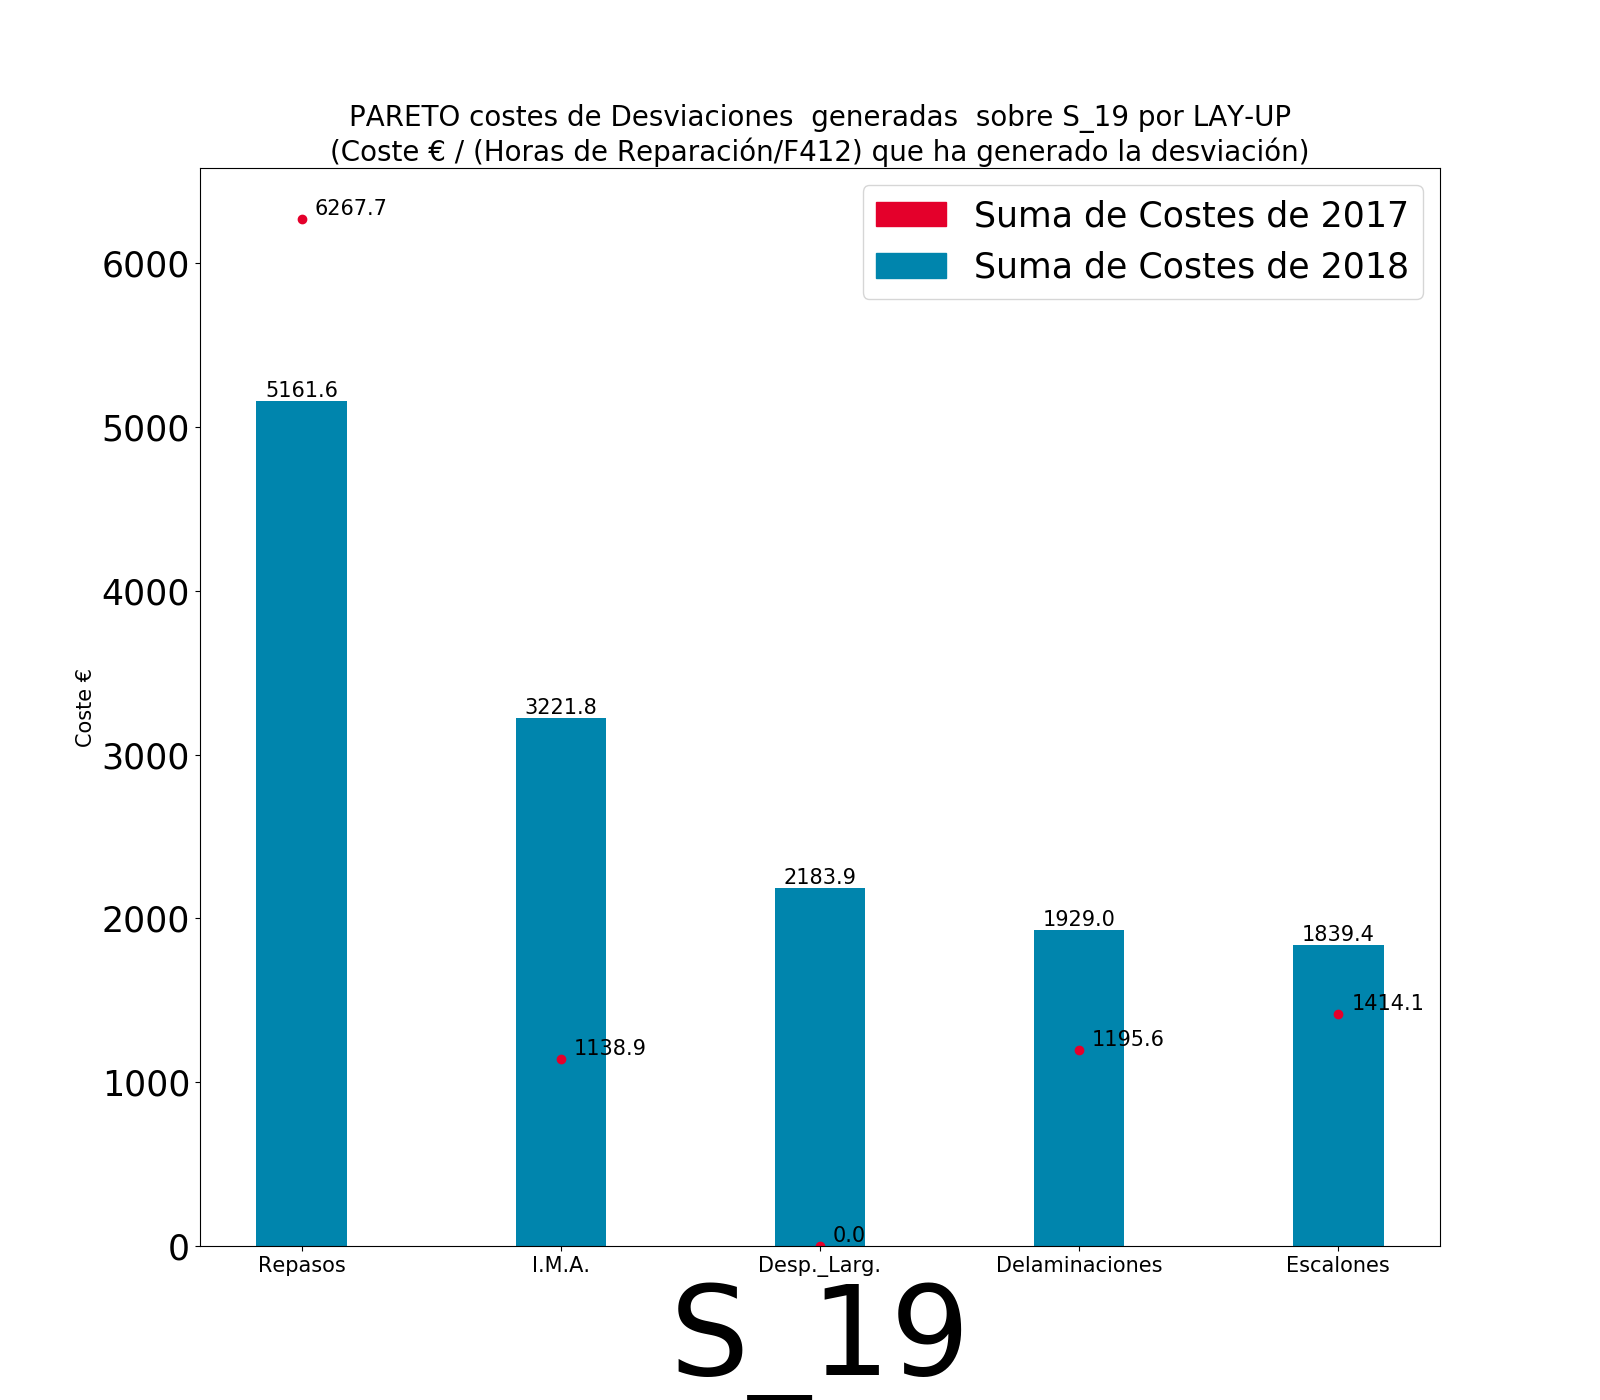 PARETO costes de Desviaciones  generadas  sobre S_19 por LAY-UP
(Coste € / (Horas de Reparación/F412) que ha generado la desviación)
Suma de Costes de 2017
Suma de Costes de 2018
6267.7
6000
5161.6
5000
4000
3221.8
Coste €
3000
2183.9
2000
1929.0
1839.4
1414.1
1138.9
1195.6
1000
0.0
0
Repasos
I.M.A.
Desp._Larg.
Delaminaciones
Escalones
S_19